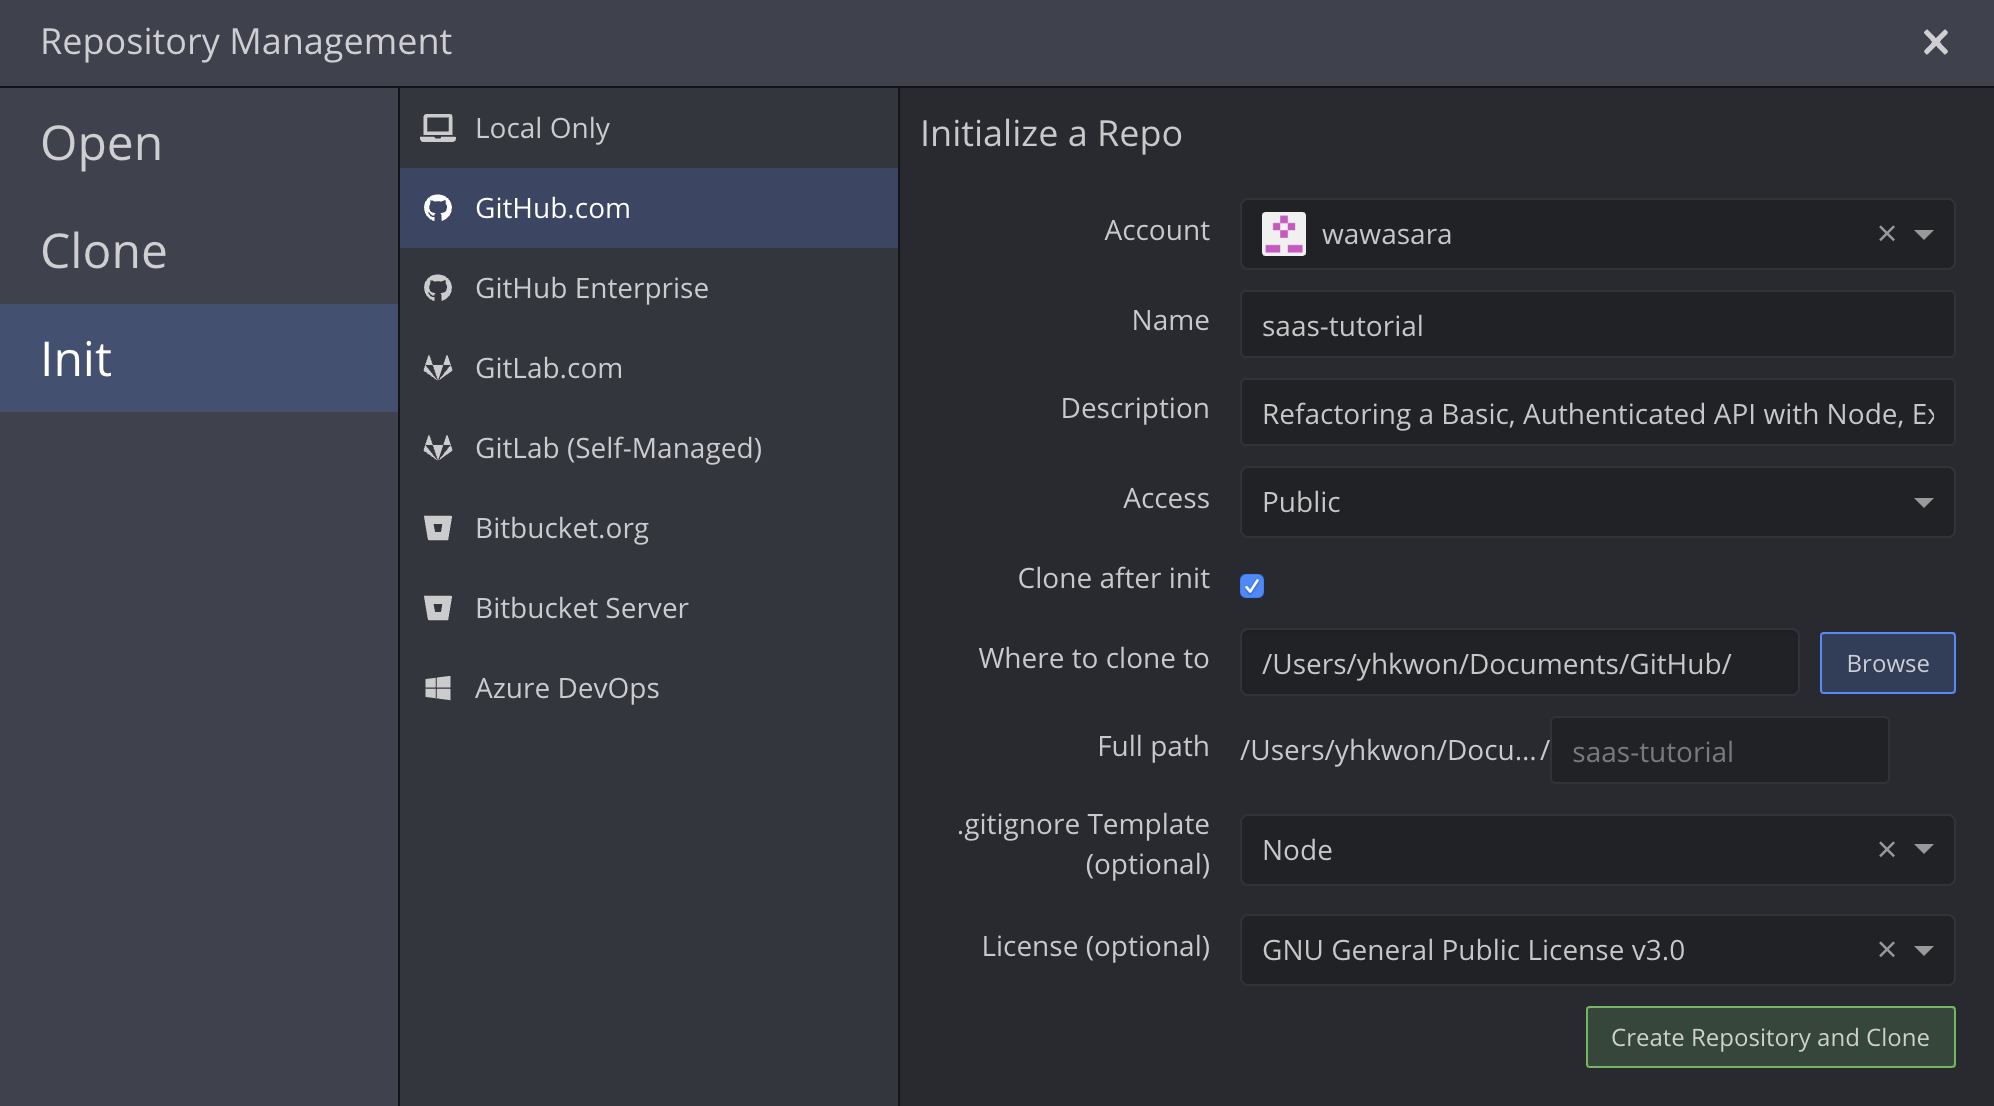 Repository Management
Open
Clone
Init
Local Only
GitHub.com
GitHub Enterprise
GitLab.com
GitLab (Self-Managed)
Bitbucket.org
Bitbucket Server
Azure DevOps
Initialize a Repo
Account wawasara
Name saas-tutorial
Description Refactoring a Basic, Authenticated API with Node,
Access Public
Clone after init
Where to clone to /Users/yhkwon/Documents/GitHub/ Browse
Full path /Users/yhkwon/Docu... / saas-tutorial
.gitignore Template
(optional) Node
License (optional) GNU General Public License v3.0
Create Repository and Clone